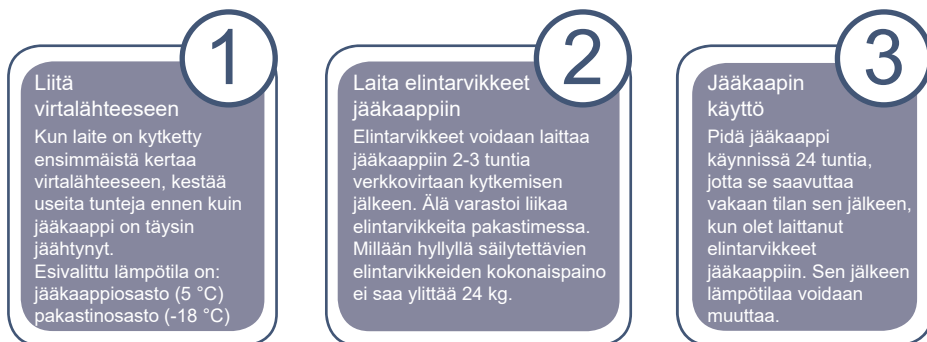 1
Liitä
virtalähteeseen
Kun laite on kytketty
ensimmäistä kertaa
virtalähteeseen, kestää
useita tunteja ennen kuin
jääkaappi on täysin
jäähtynyt.
Esivalittu lämpötila on:
jääkaappiosasto (5 °C)
pakastinosasto (-18 °C)
2
Laita elintarvikkeet
jääkaappiin
Elintarvikkeet voidaan laittaa
jääkaappiin 2-3 tuntia
verkkovirtaan kytkemisen
jälkeen. Älä varastoi liikaa
elintarvikkeita pakastimessa.
Millään hyllyllä säilytettävien
elintarvikkeiden kokonaispaino
ei saa ylittää 24 kg.
3
Jääkaapin
käyttö
Pidä jääkaappi
käynnissä 24 tuntia,
jotta se saavuttaa
vakaan tilan sen jälkeen,
kun olet laittanut
elintarvikkeet
jääkaappiin. Sen jälkeen
lämpötilaa voidaan
muuttaa.